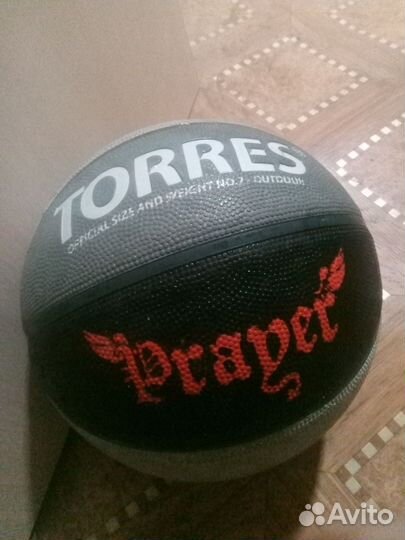 TORRES
OFFICIAL SIZE AND WEIGHT NO.7 - OUTDOOR
Prayer
Avito